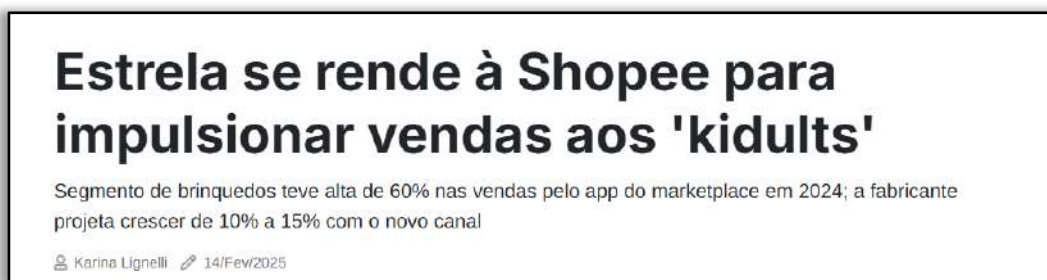 Estrela se rende à Shopee para
impulsionar vendas aos 'kidults'
Segmento de brinquedos teve alta de 60% nas vendas pelo app do marketplace em 2024; a fabricante
projeta crescer de 10% a 15% com o novo canal
Karina Lignelli 14/Fev/2025